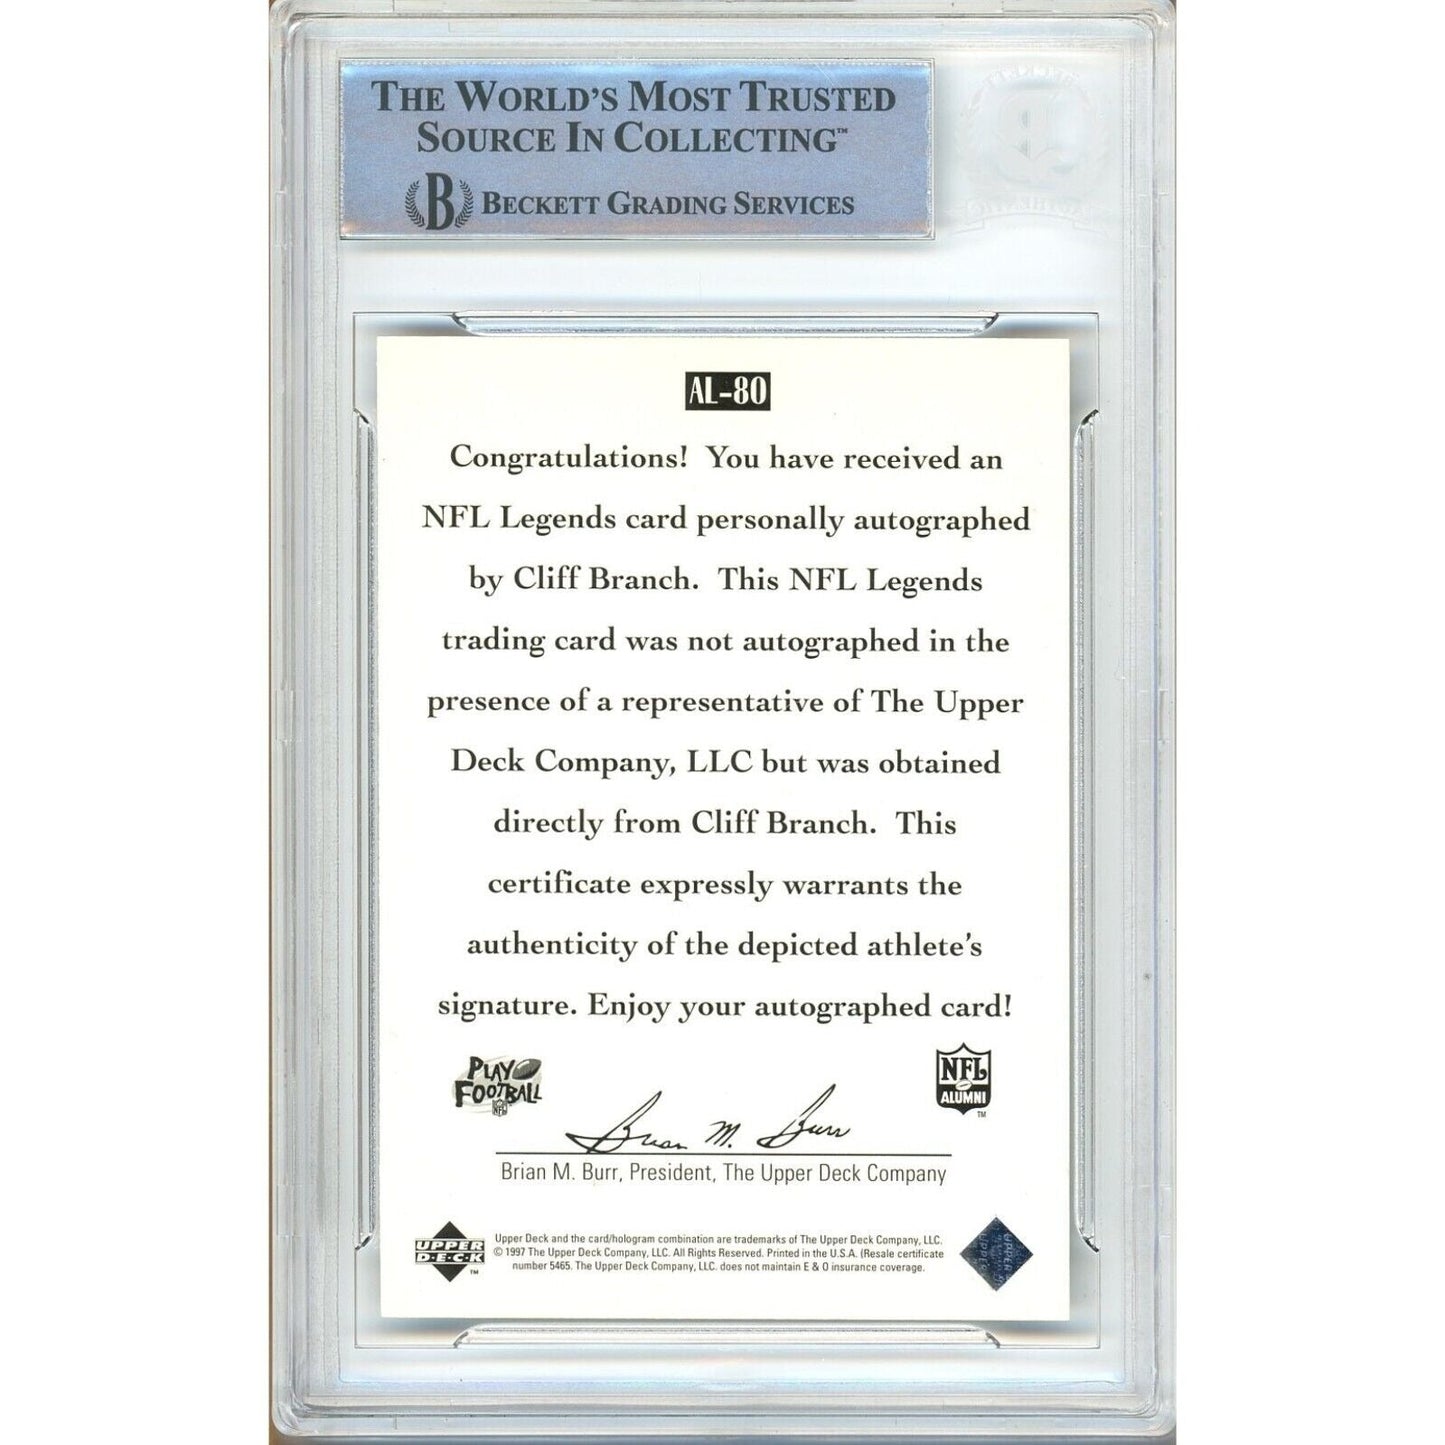 THE WORLD'S MOST TRUSTED
SOURCE IN COLLECTING™
B BECKETT GRADING SERVICES
AL-80
Congratulations! You have received an
NFL Legends card personally autographed
by Cliff Branch. This NFL Legends
trading card was not autographed in the
presence of a representative of The Upper
Deck Company, LLC but was obtained
directly from Cliff Branch. This
certificate expressly warrants the
authenticity of the depicted athlete's
signature. Enjoy your autographed card!
PLAY
FOOTBALL
NFL
NFL
ALUMNI
™
Brian M. Burr
Brian M. Burr, President, The Upper Deck Company
UPPER
D·E·C·K
™
Upper Deck and the card/hologram combination are trademarks of The Upper Deck Company, LLC.
© 1997 The Upper Deck Company, LLC. All Rights Reserved. Printed in the U.S.A. (Resale certificate
number 5465. The Upper Deck Company, LLC. does not maintain E & O insurance coverage.